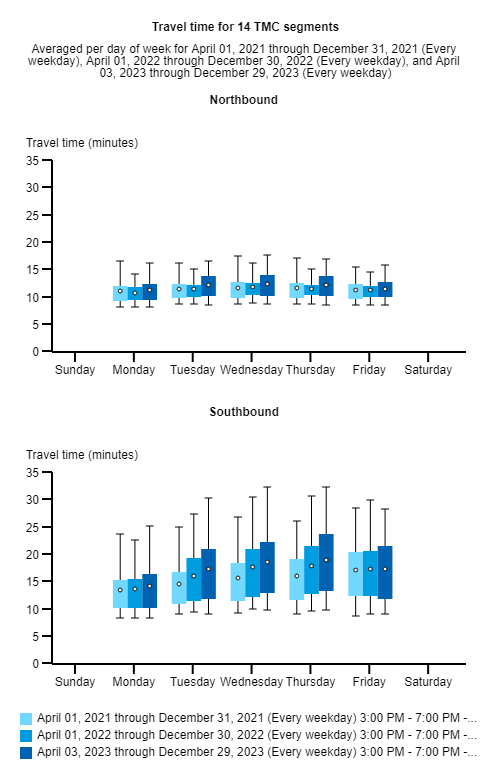 Travel time for 14 TMC segments
Averaged per day of week for April 01, 2021 through December 31, 2021 (Every
weekday), April 01, 2022 through December 30, 2022 (Every weekday), and April
03, 2023 through December 29, 2023 (Every weekday)
Northbound
Travel time (minutes)
35
30
25
20
15
10
5
0
Sunday Monday Tuesday Wednesday Thursday Friday Saturday
Southbound
Travel time (minutes)
35
30
25
20
15
10
5
0
Sunday Monday Tuesday Wednesday Thursday Friday Saturday
April 01, 2021 through December 31, 2021 (Every weekday) 3:00 PM - 7:00 PM -...
April 01, 2022 through December 30, 2022 (Every weekday) 3:00 PM - 7:00 PM -...
April 03, 2023 through December 29, 2023 (Every weekday) 3:00 PM - 7:00 PM -...